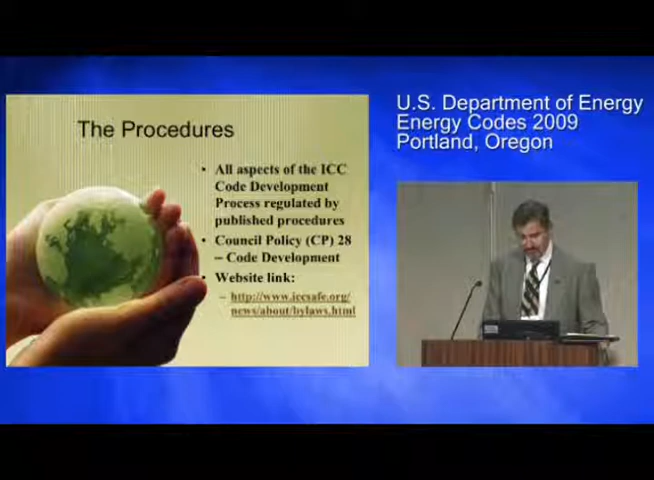 The Procedures
• All aspects of the ICC
Code Development
Process regulated by
published procedures
• Council Policy (CP) 28
– Code Development
• Website link:
– http://www.iccsafe.org/
news/about/bylaws.html
U.S. Department of Energy
Energy Codes 2009
Portland, Oregon